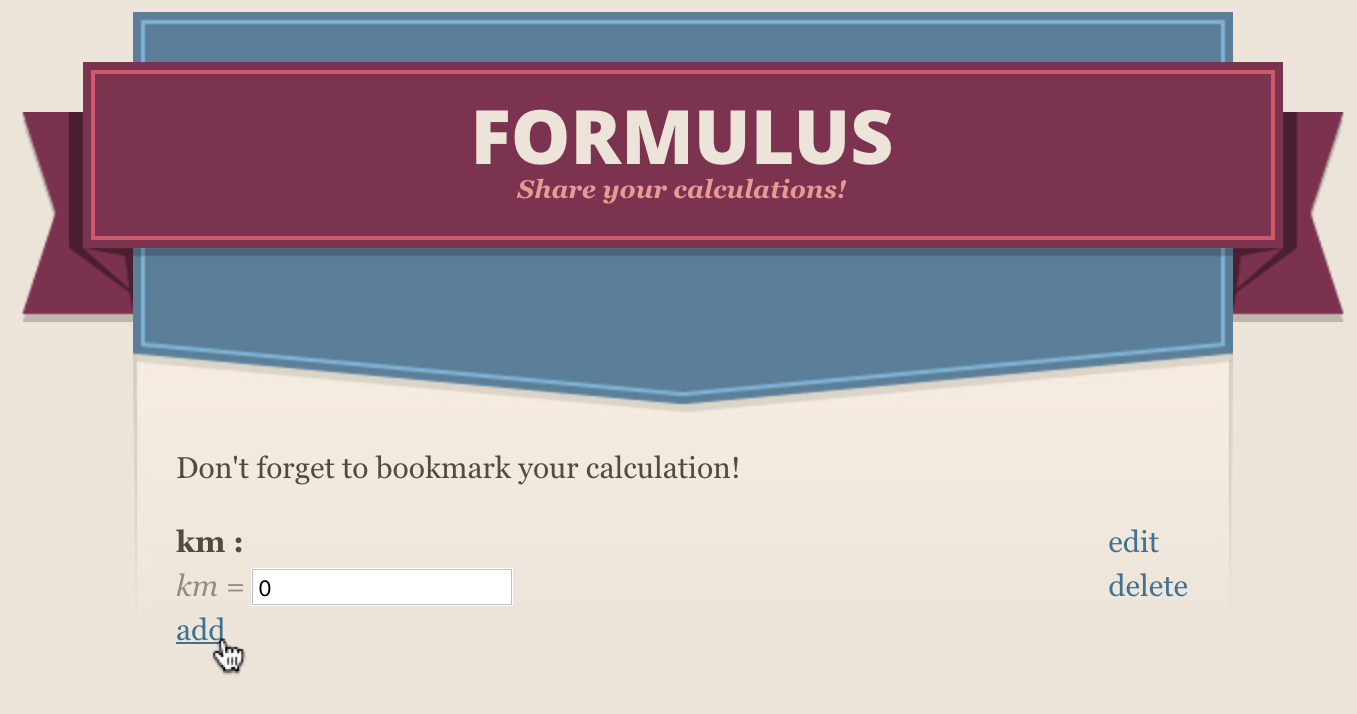 FORMULUS
Share your calculations!
Don't forget to bookmark your calculation!
km : edit
km = 0 delete
add